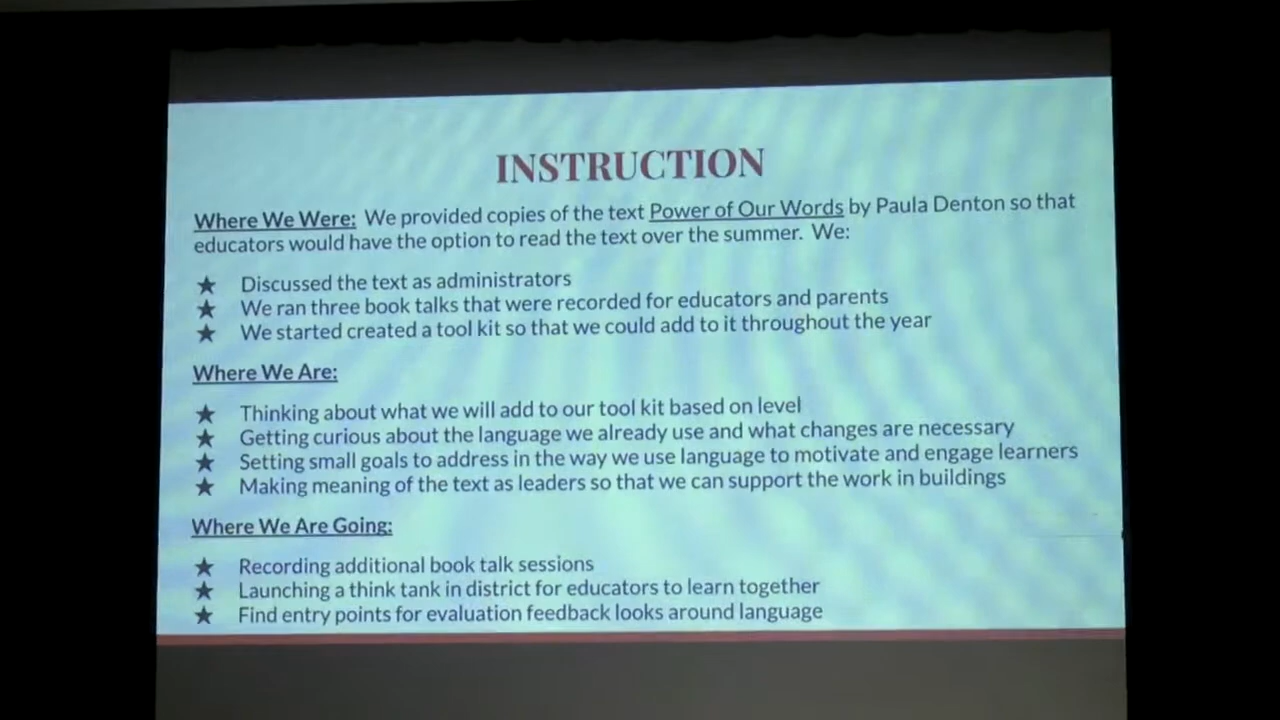 INSTRUCTION
Where We Were: We provided copies of the text Power of Our Words by Paula Denton so that
educators would have the option to read the text over the summer. We:
★ Discussed the text as administrators
★ We ran three book talks that were recorded for educators and parents
★ We started created a tool kit so that we could add to it throughout the year
Where We Are:
★ Thinking about what we will add to our tool kit based on level
★ Getting curious about the language we already use and what changes are necessary
★ Setting small goals to address in the way we use language to motivate and engage learners
★ Making meaning of the text as leaders so that we can support the work in buildings
Where We Are Going:
★ Recording additional book talk sessions
★ Launching a think tank in district for educators to learn together
★ Find entry points for evaluation feedback looks around language